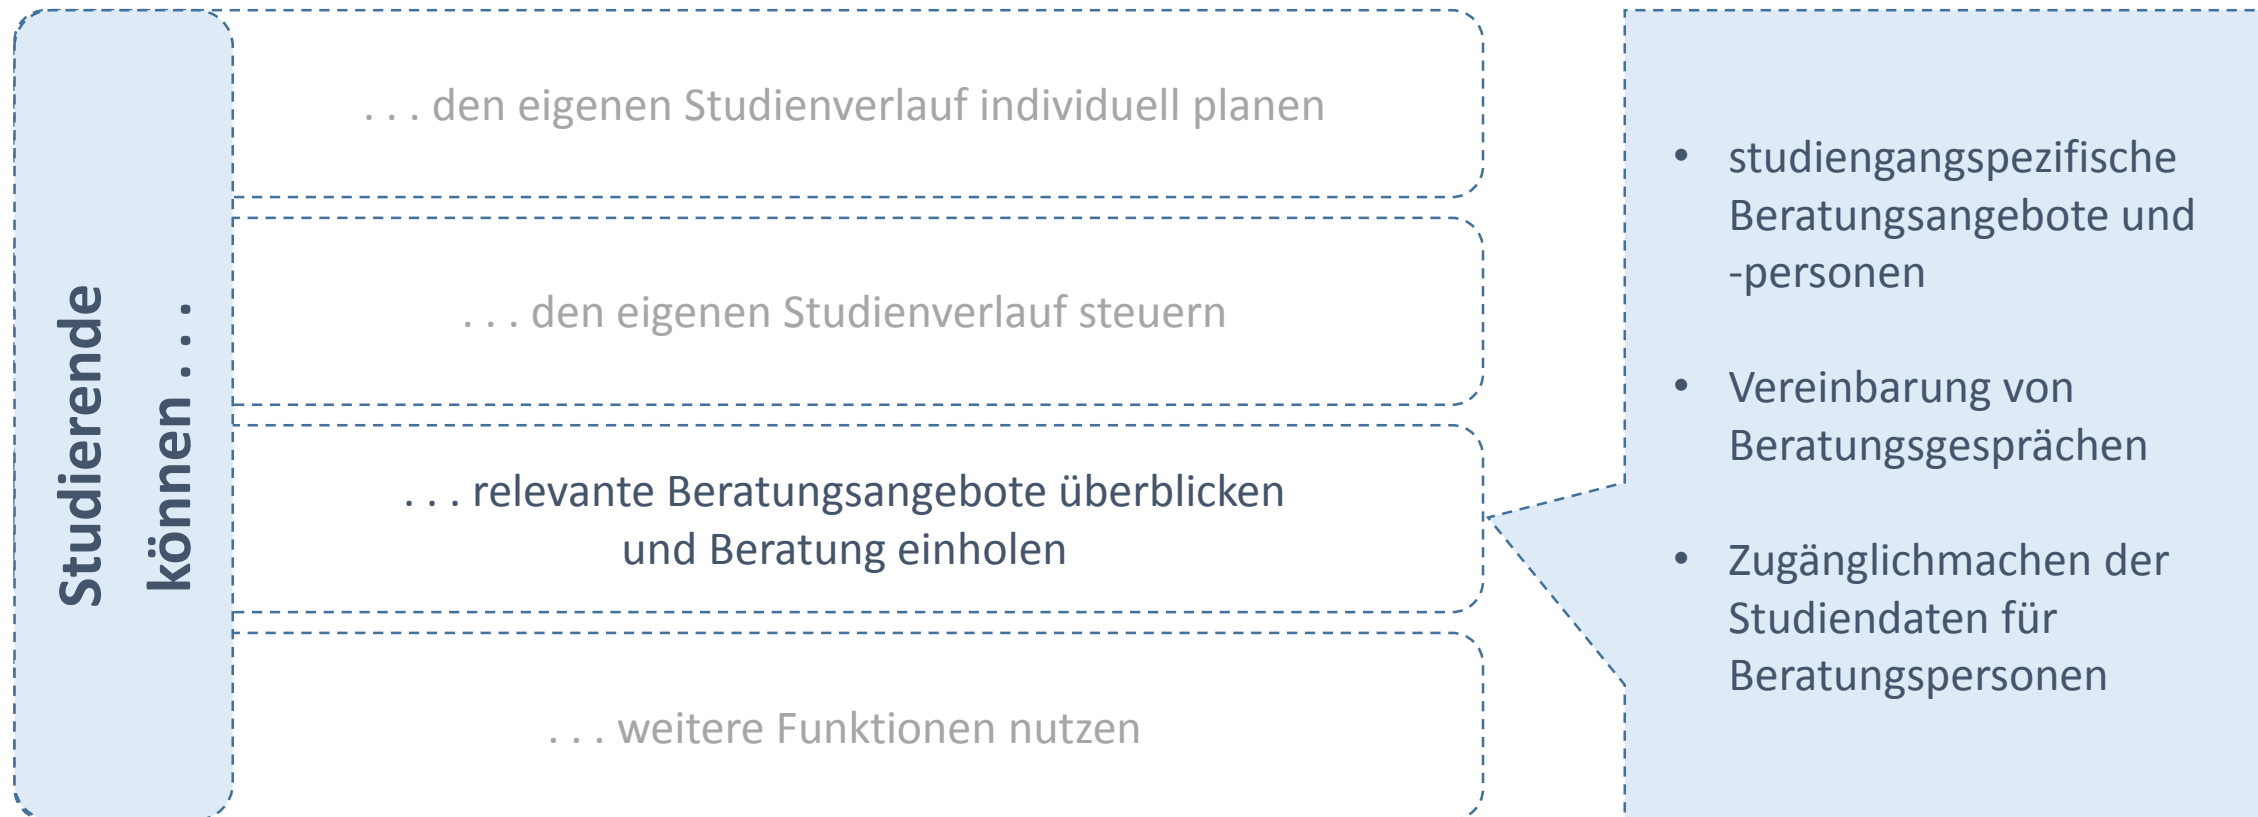 Studierende
können . . .
. . . den eigenen Studienverlauf individuell planen
. . . den eigenen Studienverlauf steuern
. . . relevante Beratungsangebote überblicken
und Beratung einholen
. . . weitere Funktionen nutzen
• studiengangspezifische
Beratungsangebote und
-personen
• Vereinbarung von
Beratungsgesprächen
• Zugänglichmachen der
Studiendaten für
Beratungspersonen